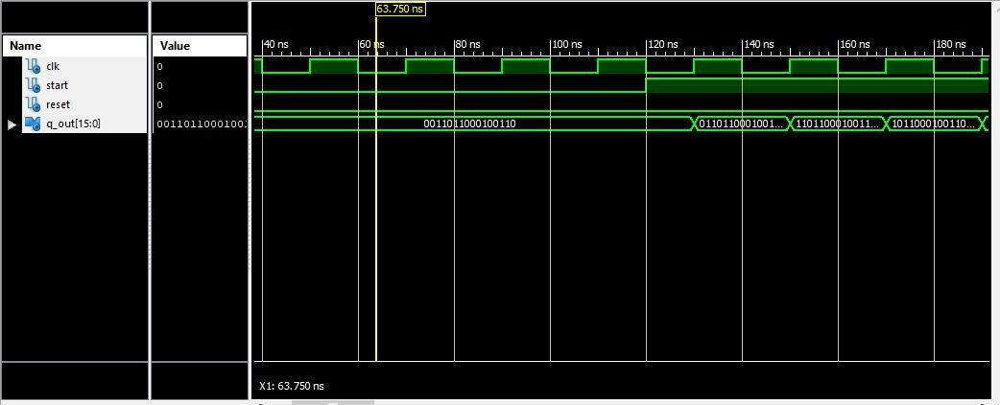 63.750 ns
Name Value 40 ns 60 ns 80 ns 100 ns 120 ns 140 ns 160 ns 180 ns
clk 0
start 0
reset 0
q_out[15:0] 0011011000100 0011011000100110 0110110001001... 1101100010011... 101100010011 0...
X1: 63.750 ns